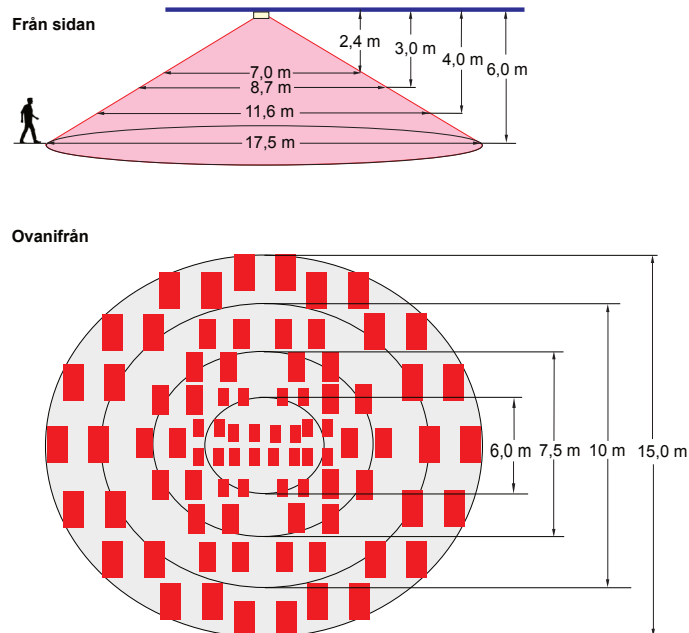 Från sidan
2,4 m
3,0 m
4,0 m
6,0 m
7,0 m
8,7 m
11,6 m
17,5 m
Ovanifrån
6,0 m
7,5 m
10 m
15,0 m